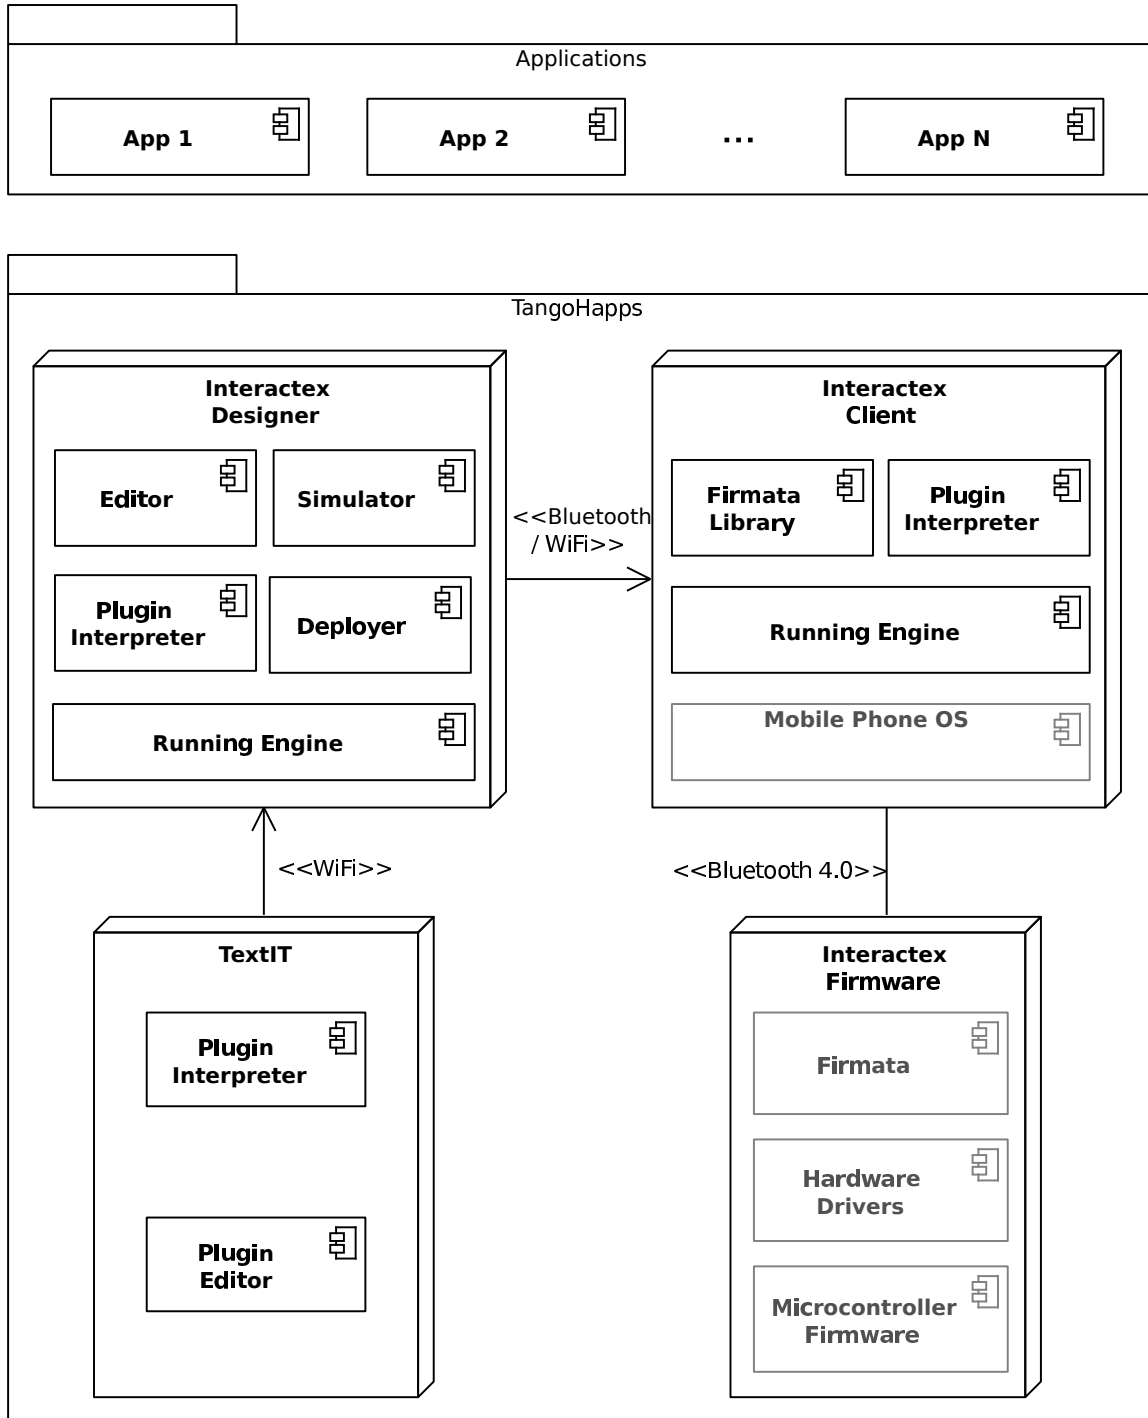 Applications
App 1
App 2
...
App N
TangoHapps
Interactex
Designer
Editor
Simulator
Plugin
Interpreter
Deployer
Running Engine
<<Bluetooth
/ WiFi>>
Interactex
Client
Firmata
Library
Plugin
Interpreter
Running Engine
Mobile Phone OS
<<WiFi>>
<<Bluetooth 4.0>>
TextIT
Plugin
Interpreter
Plugin
Editor
Interactex
Firmware
Firmata
Hardware
Drivers
Microcontroller
Firmware